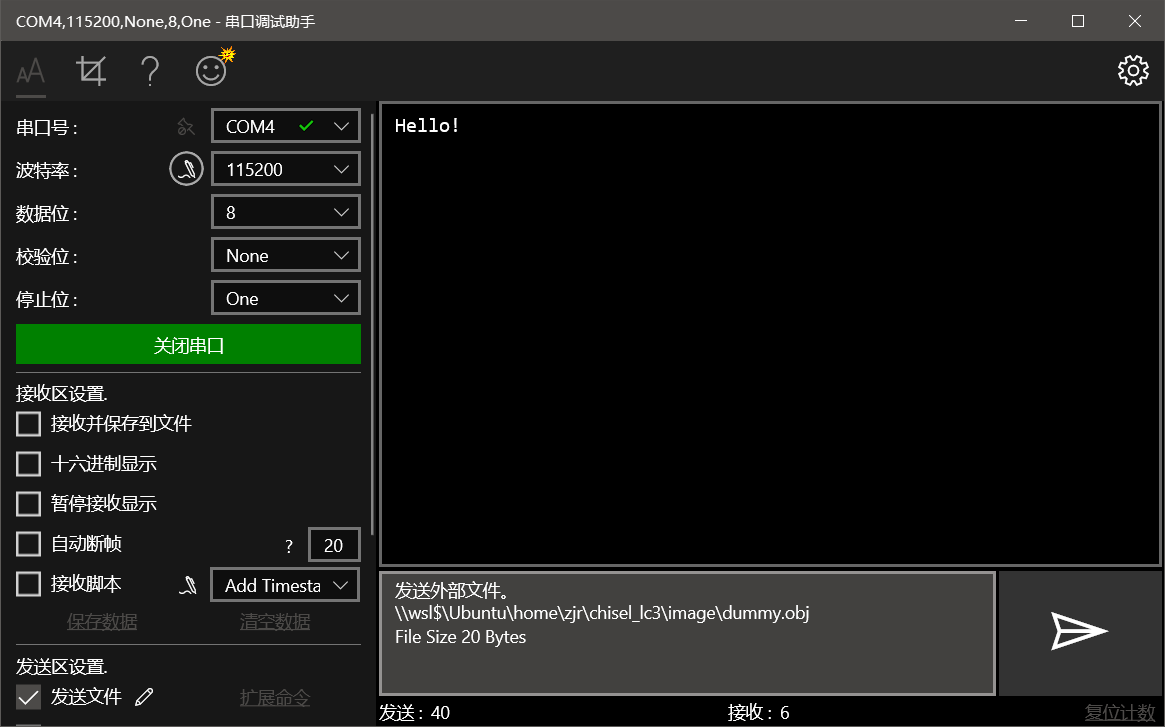 COM4,115200,None,8,One - 串口调试助手
串口号: COM4
波特率: 115200
数据位: 8
校验位: None
停止位: One
关闭串口
接收区设置.
接收并保存到文件
十六进制显示
暂停接收显示
自动断帧 ? 20
接收脚本 Add Timesta
保存数据 清空数据
发送区设置.
发送文件 扩展命令
Hello!
发送外部文件。
\\wsl$\Ubuntu\home\zjr\chisel_lc3\image\dummy.obj
File Size 20 Bytes
发送: 40 接收: 6 复位计数